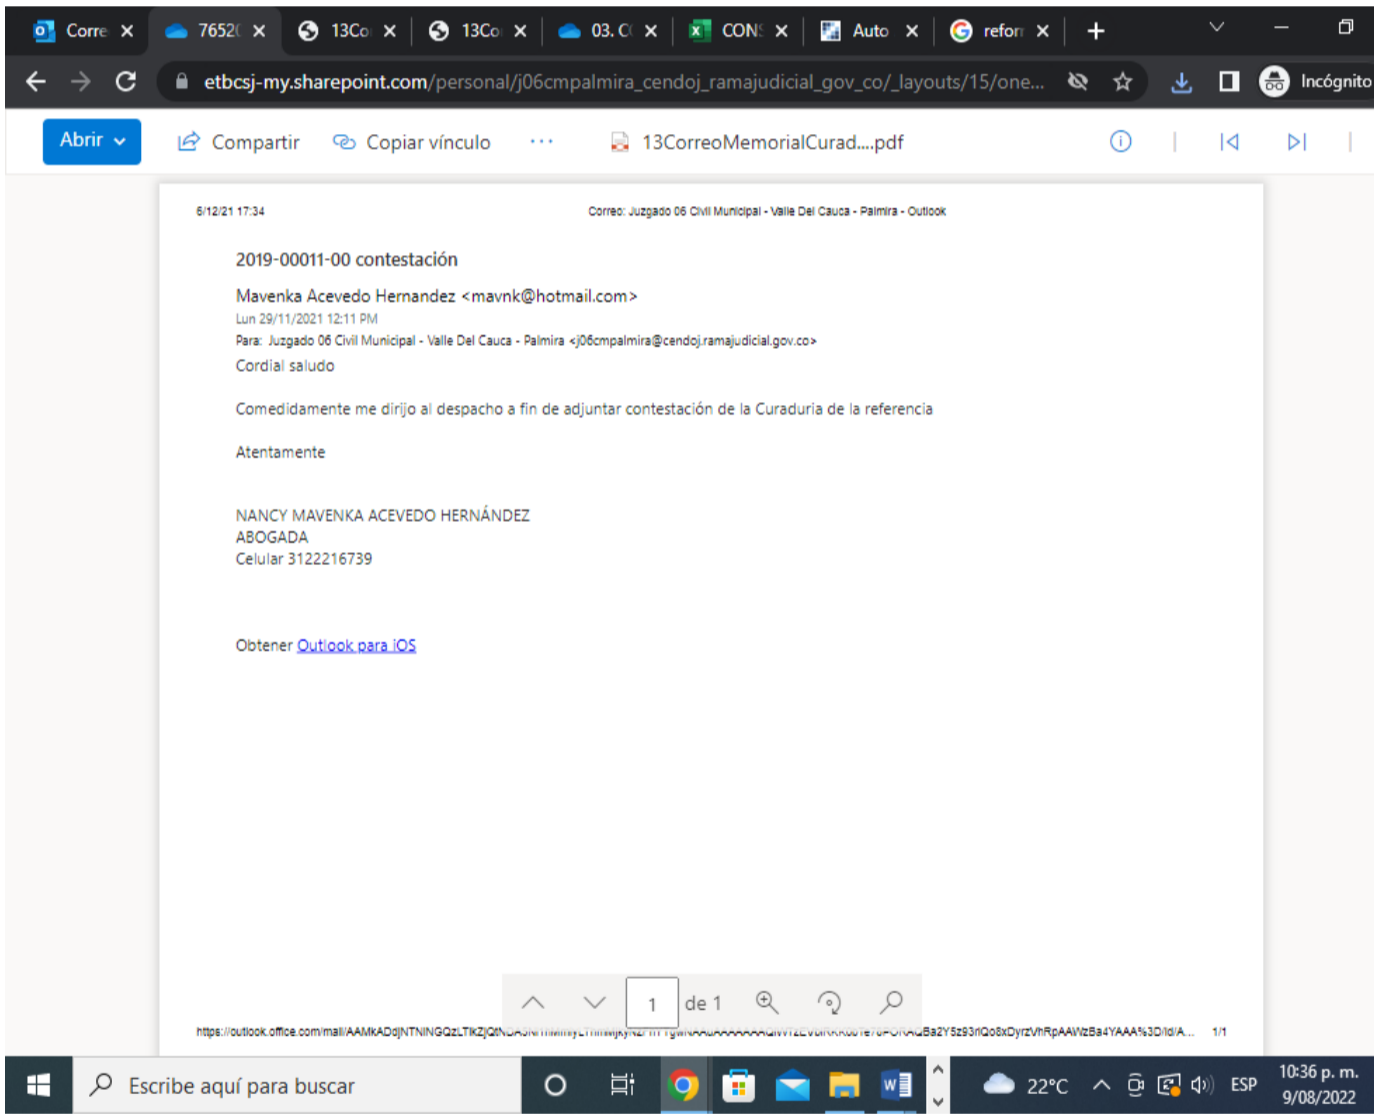 Corre
7652
13Co
13Co
03. C
CONS
Auto
refor
etbcsj-my.sharepoint.com/personal/j06cmpalmira_cendoj_ramajudicial_gov_co/_layouts/15/one...
Incógnito
Abrir
Compartir
Copiar vínculo
13CorreoMemorialCurad....pdf
6/12/21 17:34
Correo: Juzgado 06 Civil Municipal - Valle Del Cauca - Palmira - Outlook
2019-00011-00 contestación
Mavenka Acevedo Hernandez <mavnk@hotmail.com>
Lun 29/11/2021 12:11 PM
Para: Juzgado 06 Civil Municipal - Valle Del Cauca - Palmira <j06cmpalmira@cendoj.ramajudicial.gov.co>
Cordial saludo
Comedidamente me dirijo al despacho a fin de adjuntar contestación de la Curaduria de la referencia
Atentamente
NANCY MAVENKA ACEVEDO HERNÁNDEZ
ABOGADA
Celular 3122216739
Obtener Outlook para iOS
1 de 1
1/1
Escribe aquí para buscar
22°C
ESP
10:36 p. m.
9/08/2022